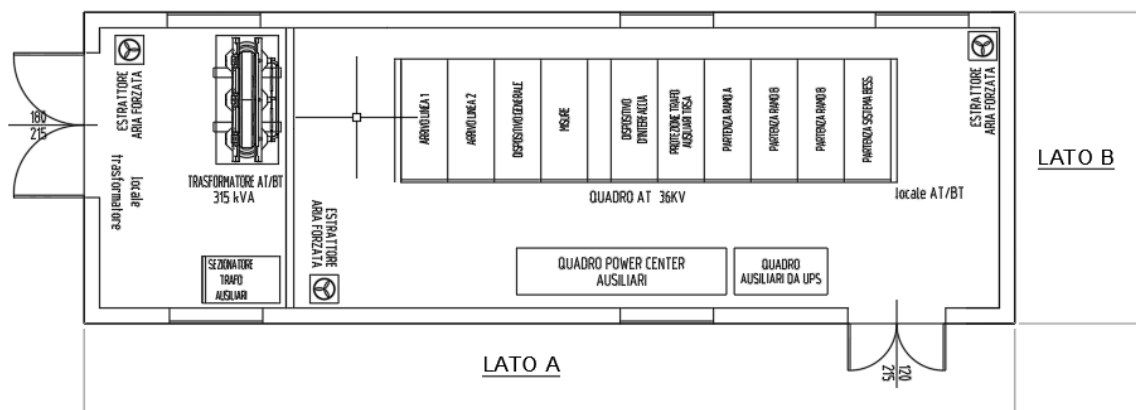 ESTRATTORE
ARIA FORZATA
180
215
locale
trasformatore
TRASFORMATORE AT/BT
315 kVA
SEZIONATORE
TRAFO
AUSILIARI
ESTRATTORE
ARIA FORZATA
ARRIVO LINEA 1
ARRIVO LINEA 2
DISPOSITIVO GENERALE
MISURE
DISPOSITIVO
D'INTERFACCIA
PROTEZIONE TRAFO
AUSILIARI TRSA
PARTENZA RAMO A
PARTENZA RAMO B
PARTENZA RAMO B
PARTENZA SISTEMA BESS
QUADRO AT 36KV
locale AT/BT
ESTRATTORE
ARIA FORZATA
QUADRO POWER CENTER
AUSILIARI
QUADRO
AUSILIARI DA UPS
120
215
LATO A
LATO B